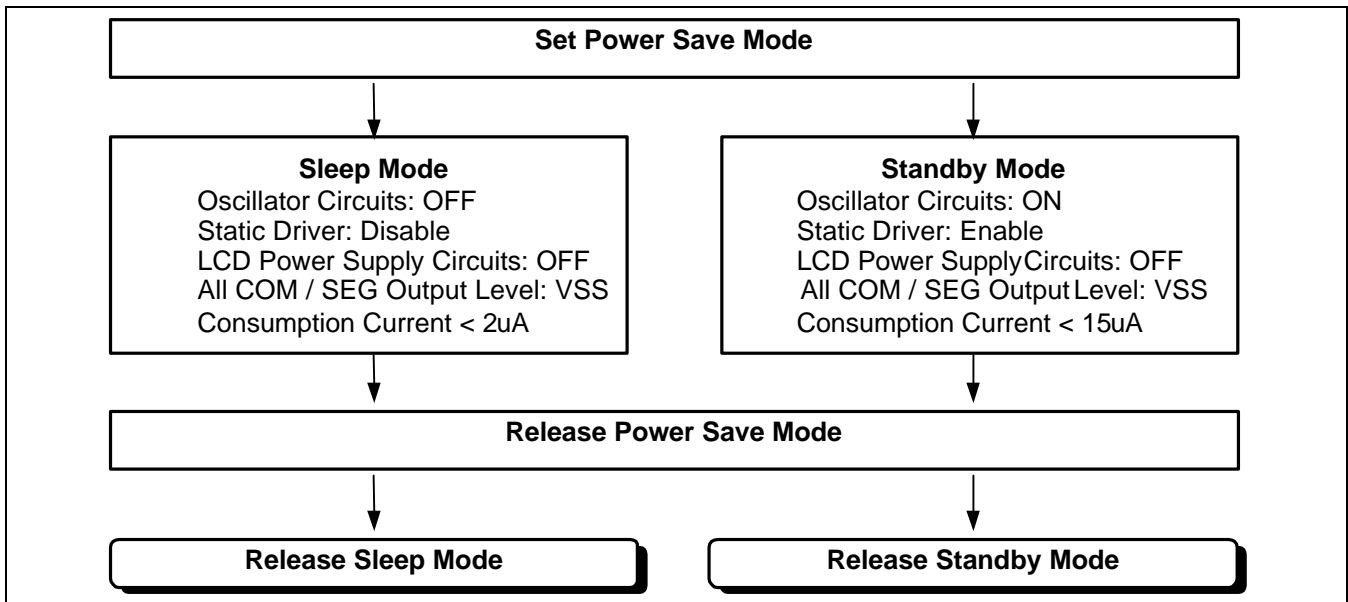 Set Power Save Mode
Sleep Mode
Oscillator Circuits: OFF
Static Driver: Disable
LCD Power Supply Circuits: OFF
All COM / SEG Output Level: VSS
Consumption Current < 2uA
Standby Mode
Oscillator Circuits: ON
Static Driver: Enable
LCD Power Supply Circuits: OFF
All COM / SEG Output Level: VSS
Consumption Current < 15uA
Release Power Save Mode
Release Sleep Mode
Release Standby Mode